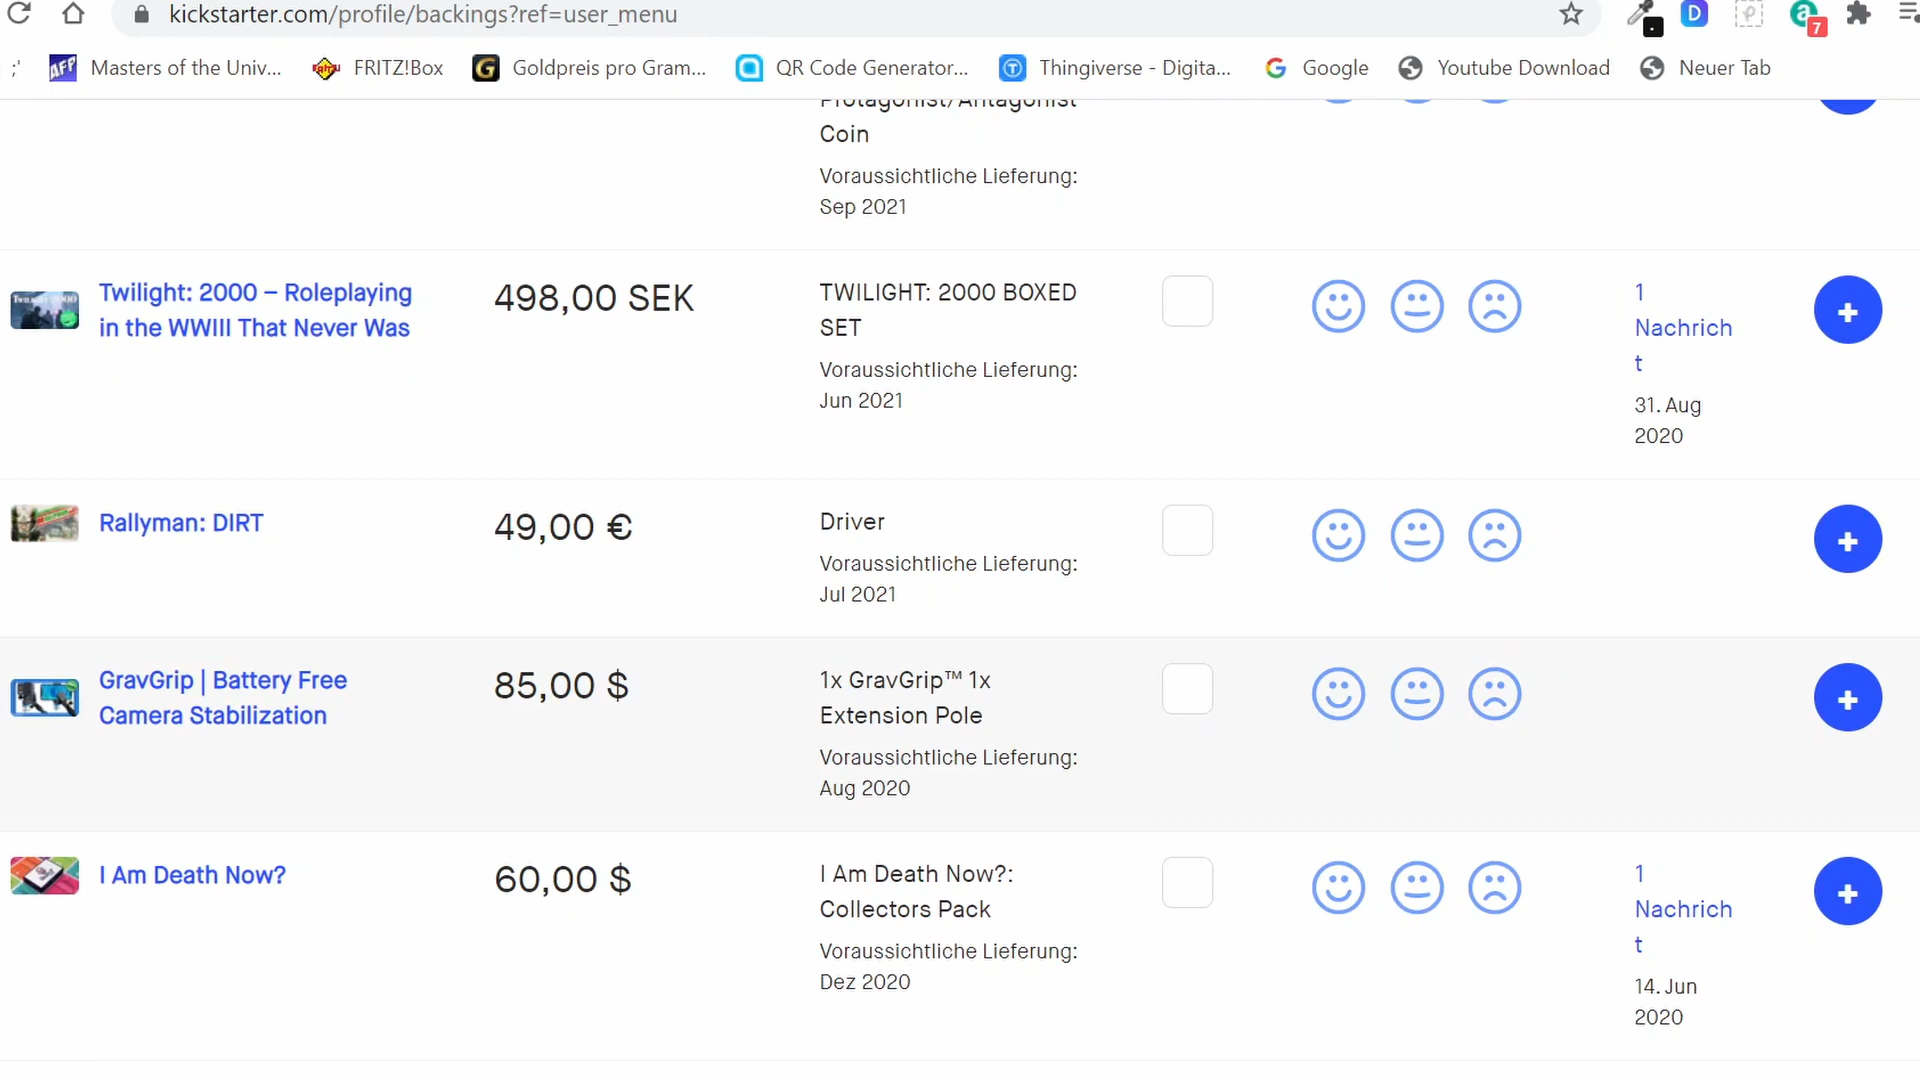 kickstarter.com/profile/backings?ref=user_menu
D
7
AFP Masters of the Univ...
FRITZ!Box
G Goldpreis pro Gram...
QR Code Generator...
Thingiverse - Digita...
Google
Youtube Download
Neuer Tab
Protagonist/Antagonist
Coin
Voraussichtliche Lieferung:
Sep 2021
Twilight: 2000 – Roleplaying
in the WWIII That Never Was
498,00 SEK
TWILIGHT: 2000 BOXED
SET
Voraussichtliche Lieferung:
Jun 2021
1
Nachrich
t
31. Aug
2020
Rallyman: DIRT
49,00 €
Driver
Voraussichtliche Lieferung:
Jul 2021
GravGrip | Battery Free
Camera Stabilization
85,00 $
1x GravGrip™ 1x
Extension Pole
Voraussichtliche Lieferung:
Aug 2020
I Am Death Now?
60,00 $
I Am Death Now?:
Collectors Pack
Voraussichtliche Lieferung:
Dez 2020
1
Nachrich
t
14. Jun
2020